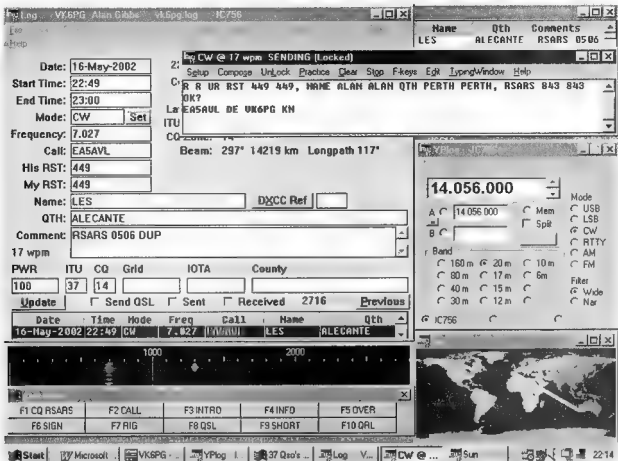 Log VK6PG Alan Gibbs vk6pg.log IC756
Help
Name Qth Comments
LES ALECANTE RSARS 0506
Date: 16-May-2002
Start Time: 22:49
End Time: 23:00
Mode: CW Set
Frequency: 7.027
Call: EA5AVL
His RST: 449
My RST: 449
Name: LES DXCC Ref
QTH: ALECANTE
Comment: RSARS 0506 DUP
17 wpm
Beam: 297° 14219 km Longpath 117°
CW @ 17 wpm SENDING (Locked)
Setup Compose UnLock Practice Clear Stop F-keys Edit TypingWindow Help
R R UR RST 449 449, NAME ALAN ALAN QTH PERTH PERTH, RSARS 843 843
OK?
EA5AVL DE VK6PG KN
PWR ITU CQ Grid IOTA County
100 37 14
Update Send QSL Sent Received 2716 Previous
Date Time Mode Freq Call Name Qth
16-May-2002 22:49 CW 7.027 LES ALECANTE
YPlog IC756
14.056.000
A 14.056.000 Mem
Split
B
Mode
USB
LSB
CW
RTTY
AM
FM
Band
160 m 20 m 10 m
80 m 17 m 6m
40 m 15 m
30 m 12 m
Filter
Wide
Nar
IC756
1000 2000
F1 CQ RSARS F2 CALL F3 INTRO F4 INFO F5 OVER
F6 SIGN F7 RIG F8 QSL F9 SHORT F10 QRL
Start Microsoft VK6PG - 37 Qso's ... Log V... CW @ ... Sun 22:14